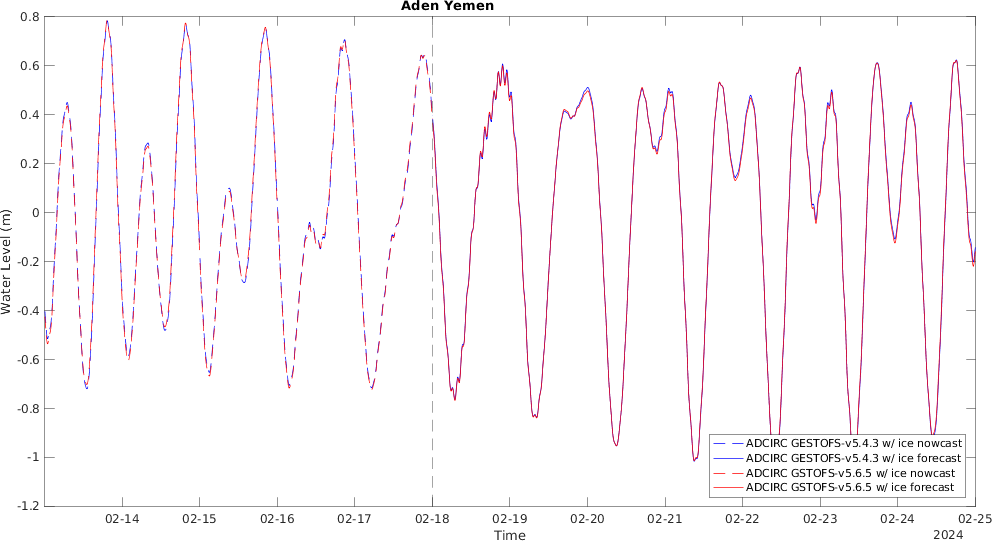 Aden Yemen
0.8
0.6
0.4
0.2
0
-0.2
-0.4
-0.6
-0.8
-1
-1.2
Water Level (m)
ADCIRC GESTOFS-v5.4.3 w/ ice nowcast
ADCIRC GESTOFS-v5.4.3 w/ ice forecast
ADCIRC GSTOFS-v5.6.5 w/ ice nowcast
ADCIRC GSTOFS-v5.6.5 w/ ice forecast
02-14 02-15 02-16 02-17 02-18 02-19 02-20 02-21 02-22 02-23 02-24 02-25
Time
2024